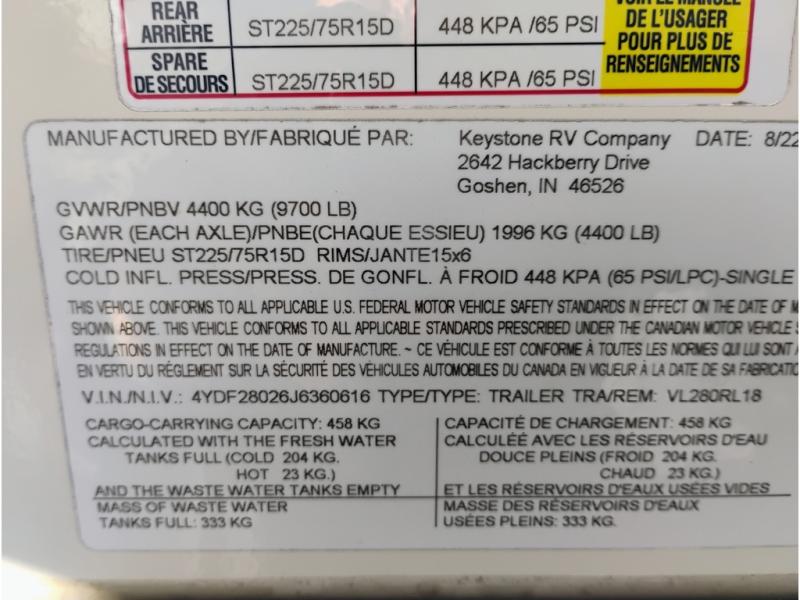 VOIR LE MANUEL
DE L'USAGER
POUR PLUS DE
RENSEIGNEMENTS
REAR
ARRIÈRE
ST225/75R15D
448 KPA /65 PSI
SPARE
DE SECOURS
ST225/75R15D
448 KPA /65 PSI
MANUFACTURED BY/FABRIQUÉ PAR: Keystone RV Company DATE: 8/22
2642 Hackberry Drive
Goshen, IN 46526
GVWR/PNBV 4400 KG (9700 LB)
GAWR (EACH AXLE)/PNBE(CHAQUE ESSIEU) 1996 KG (4400 LB)
TIRE/PNEU ST225/75R15D RIMS/JANTE15x6
COLD INFL. PRESS/PRESS. DE GONFL. À FROID 448 KPA (65 PSI/LPC)-SINGLE
THIS VEHICLE CONFORMS TO ALL APPLICABLE U.S. FEDERAL MOTOR VEHICLE SAFETY STANDARDS IN EFFECT ON THE DATE OF
SHOWN ABOVE. THIS VEHICLE CONFORMS TO ALL APPLICABLE STANDARDS PRESCRIBED UNDER THE CANADIAN MOTOR VEHICLE
REGULATIONS IN EFFECT ON THE DATE OF MANUFACTURE. ~ CE VÉHICULE EST CONFORME À TOUTES LES NORMES QUI LUI SONT
EN VERTU DU RÉGLEMENT SUR LA SÉCURITÉ DES VÉHICULES AUTOMOBILES DU CANADA EN VIGUEUR À LA DATE DE SA FABRICATIO
V.I.N./N.I.V.: 4YDF28026J6360616 TYPE/TYPE: TRAILER TRA/REM: VL280RL18
CARGO-CARRYING CAPACITY: 458 KG
CALCULATED WITH THE FRESH WATER
TANKS FULL (COLD 204 KG.
HOT 23 KG.)
AND THE WASTE WATER TANKS EMPTY
MASS OF WASTE WATER
TANKS FULL: 333 KG
CAPACITÉ DE CHARGEMENT: 458 KG
CALCULÉE AVEC LES RÉSERVOIRS D'EAU
DOUCE PLEINS (FROID 204 KG.
CHAUD 23 KG.)
ET LES RÉSERVOIRS D'EAUX USÉES VIDES
MASSE DES RÉSERVOIRS D'EAUX
USÉES PLEINS: 333 KG.